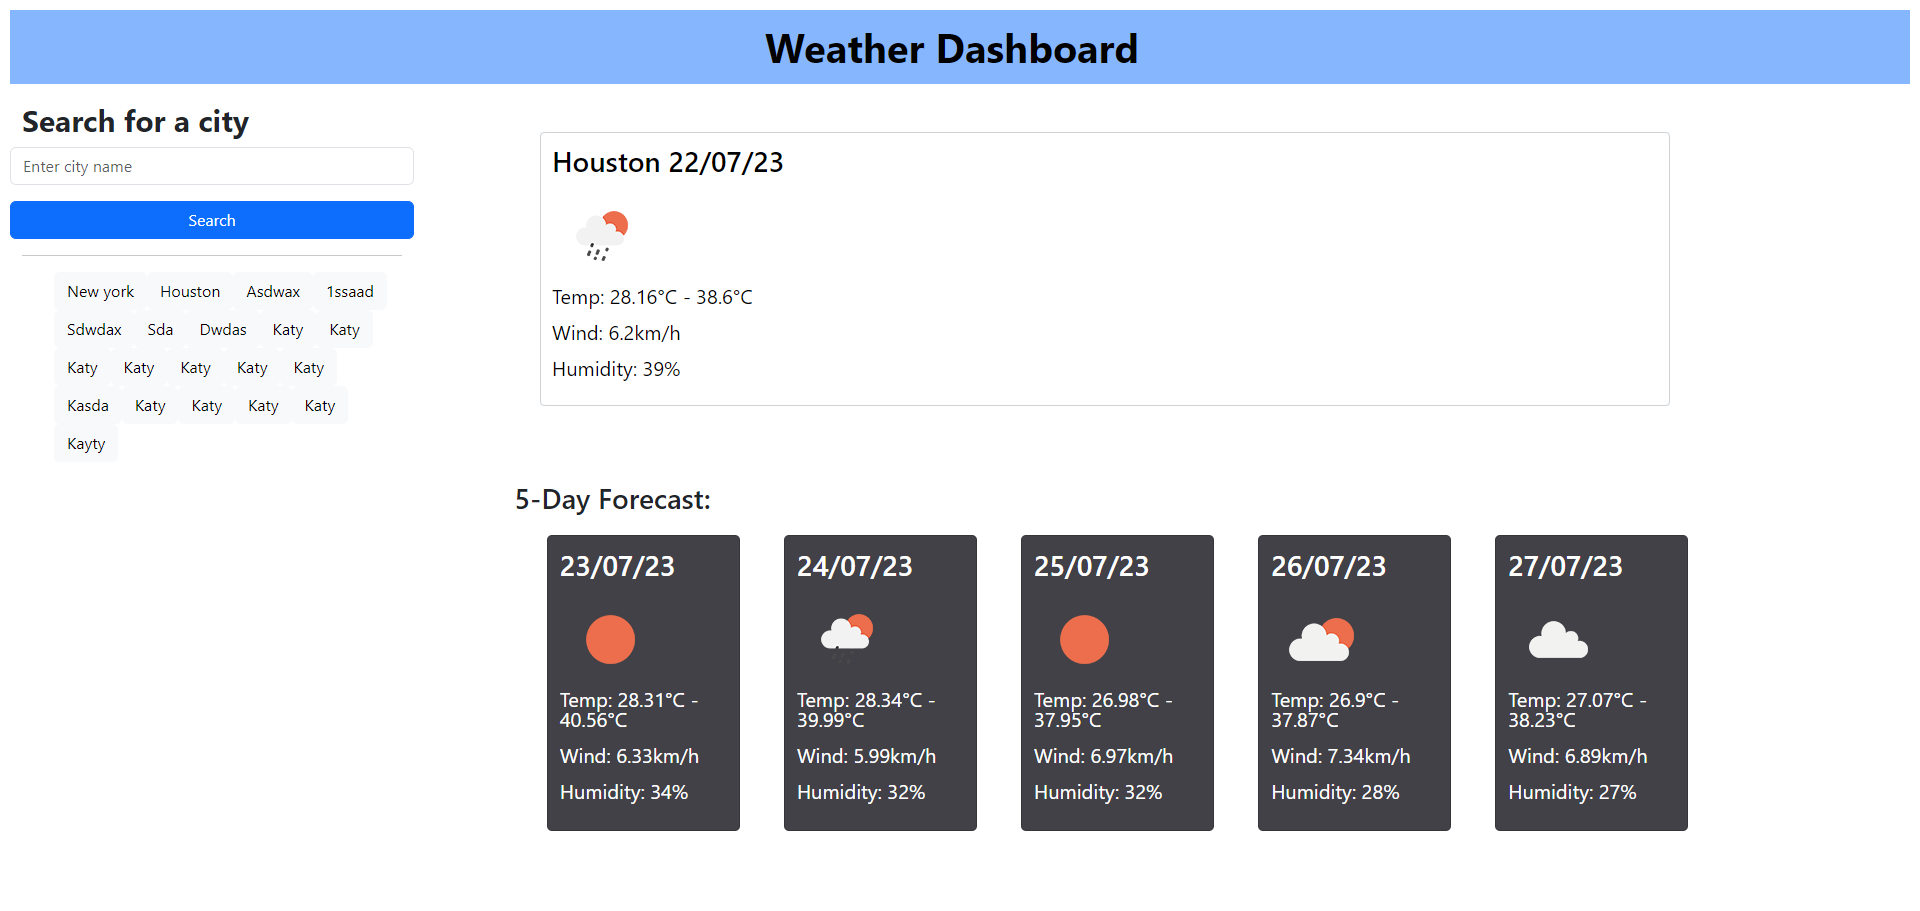 Weather Dashboard
Search for a city
Enter city name
Search
New york Houston Asdwax 1ssaad
Sdwdax Sda Dwdas Katy Katy
Katy Katy Katy Katy Katy
Kasda Katy Katy Katy Katy
Kayty
Houston 22/07/23
Temp: 28.16°C - 38.6°C
Wind: 6.2km/h
Humidity: 39%
5-Day Forecast:
23/07/23
Temp: 28.31°C -
40.56°C
Wind: 6.33km/h
Humidity: 34%
24/07/23
Temp: 28.34°C -
39.99°C
Wind: 5.99km/h
Humidity: 32%
25/07/23
Temp: 26.98°C -
37.95°C
Wind: 6.97km/h
Humidity: 32%
26/07/23
Temp: 26.9°C -
37.87°C
Wind: 7.34km/h
Humidity: 28%
27/07/23
Temp: 27.07°C -
38.23°C
Wind: 6.89km/h
Humidity: 27%